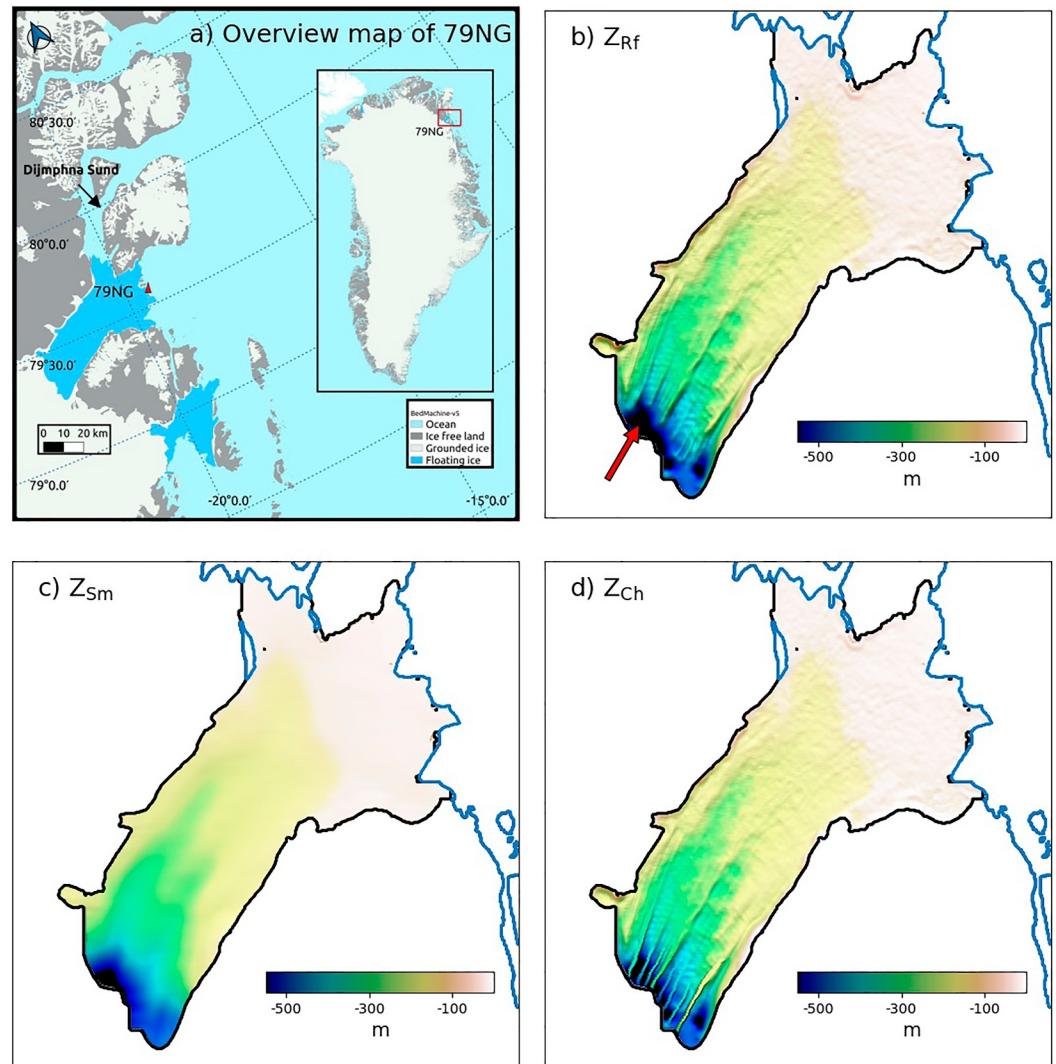 a) Overview map of 79NG
80°30.0′
Dijmphna Sund
80°0.0′
79NG
79°30.0′
0 10 20 km
79°0.0′
-20°0.0′
-15°0.0′
79NG
BedMachine-v5
Ocean
Ice free land
Grounded ice
Floating ice
b) Z_Rf
-500 -300 -100
m
c) Z_Sm
-500 -300 -100
m
d) Z_Ch
-500 -300 -100
m